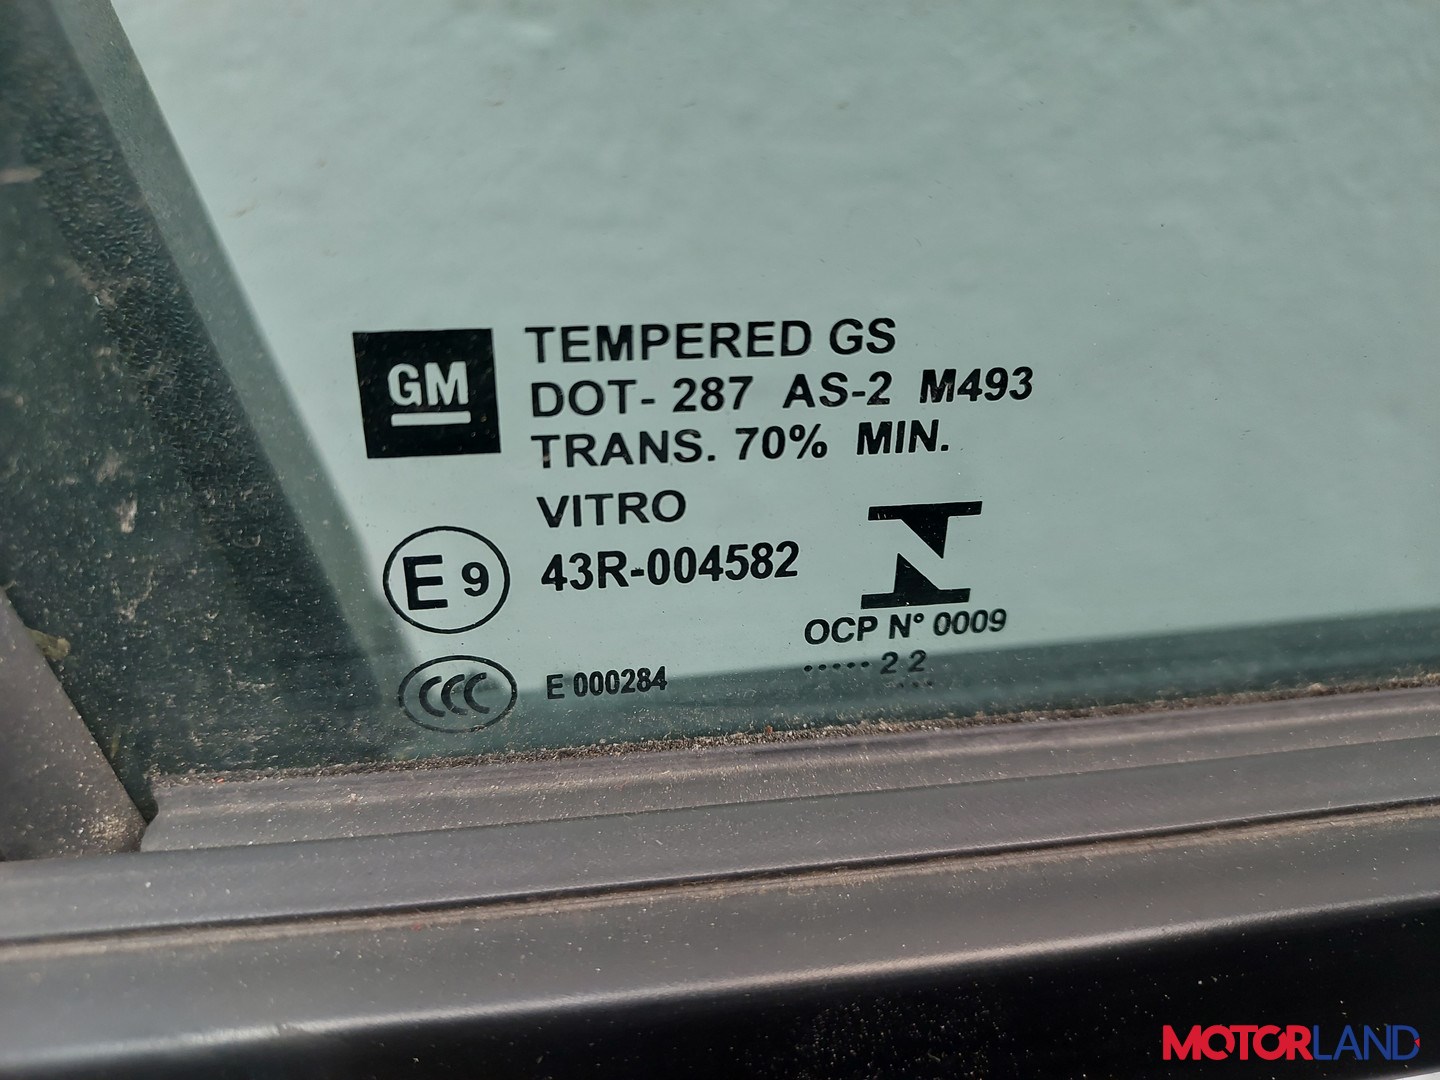 GM
TEMPERED GS
DOT- 287 AS-2 M493
TRANS. 70% MIN.
VITRO
E9 43R-004582
OCP N° 0009
CCC E 000284
..... 2 2
...
MOTORLAND